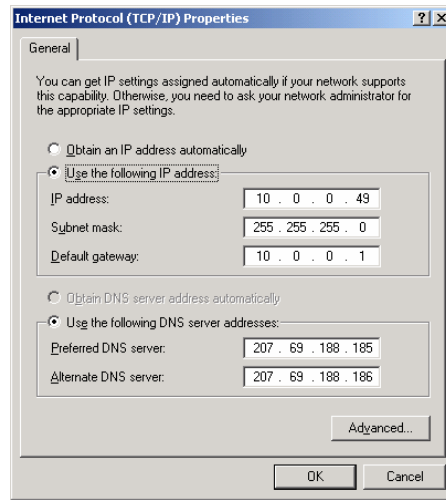 Internet Protocol (TCP/IP) Properties ? ×
General
You can get IP settings assigned automatically if your network supports
this capability. Otherwise, you need to ask your network administrator for
the appropriate IP settings.
Obtain an IP address automatically
Use the following IP address:
IP address: 10 . 0 . 0 . 49
Subnet mask: 255 . 255 . 255 . 0
Default gateway: 10 . 0 . 0 . 1
Obtain DNS server address automatically
Use the following DNS server addresses:
Preferred DNS server: 207 . 69 . 188 . 185
Alternate DNS server: 207 . 69 . 188 . 186
Advanced...
OK Cancel